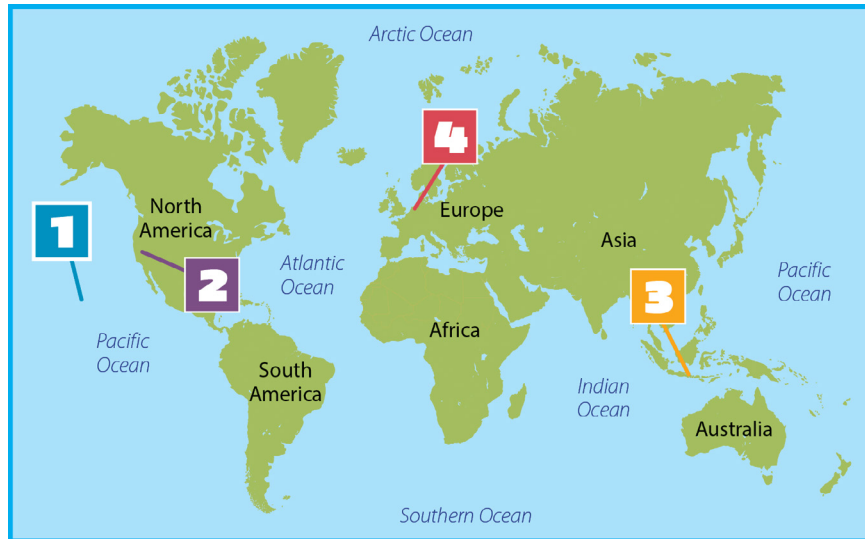 Arctic Ocean
4
North
America
Europe
1
Asia
Atlantic
Ocean
2
3
Pacific
Ocean
Pacific
Ocean
Africa
South
America
Indian
Ocean
Australia
Southern Ocean